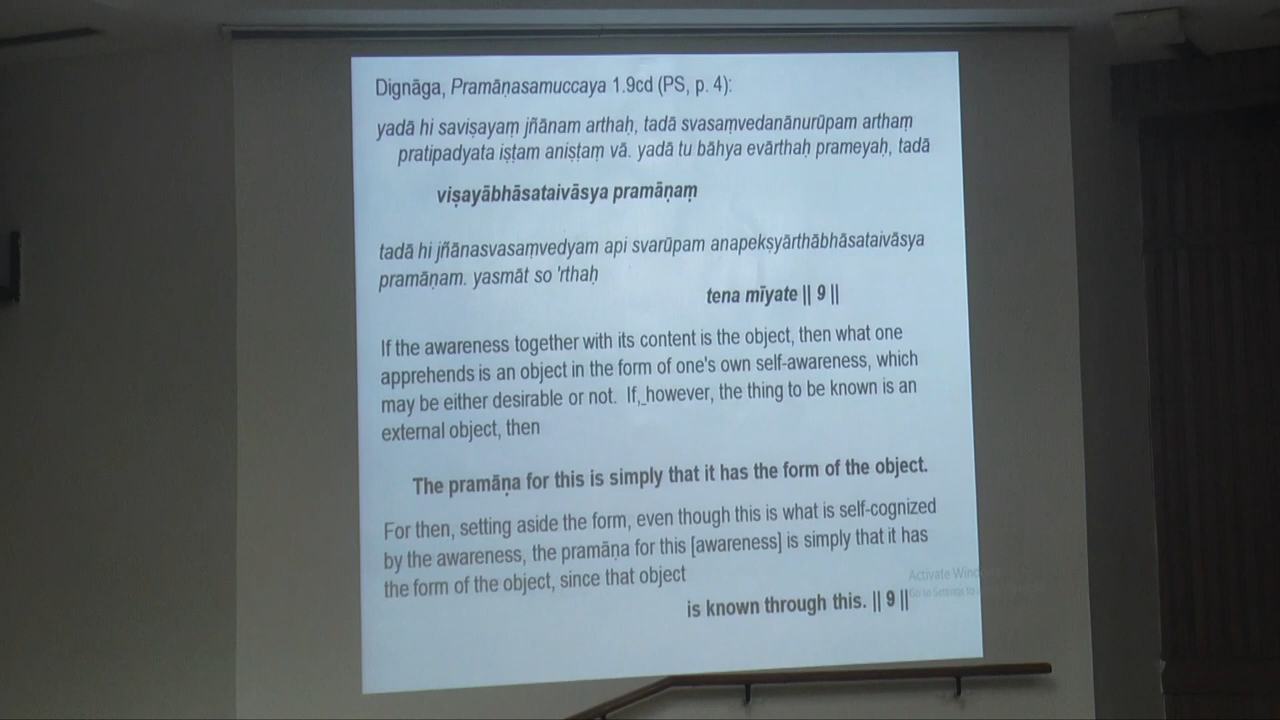 Dignāga, Pramāṇasamuccaya 1.9cd (PS, p. 4):
yadā hi saviṣayaṃ jñānam arthaḥ, tadā svasaṃvedanānurūpam arthaṃ
pratipadyata iṣṭam aniṣṭaṃ vā. yadā tu bāhya evārthaḥ prameyaḥ, tadā
viṣayābhāsataivāsya pramāṇaṃ
tadā hi jñānasvasaṃvedyam api svarūpam anapekṣyārthābhāsataivāsya
pramāṇam. yasmāt so 'rthaḥ
tena mīyate || 9 ||
If the awareness together with its content is the object, then what one
apprehends is an object in the form of one's own self-awareness, which
may be either desirable or not. If,_however, the thing to be known is an
external object, then
The pramāṇa for this is simply that it has the form of the object.
For then, setting aside the form, even though this is what is self-cognized
by the awareness, the pramāṇa for this [awareness] is simply that it has
the form of the object, since that object
Activate Wind
Go to Settings to
is known through this. || 9 ||